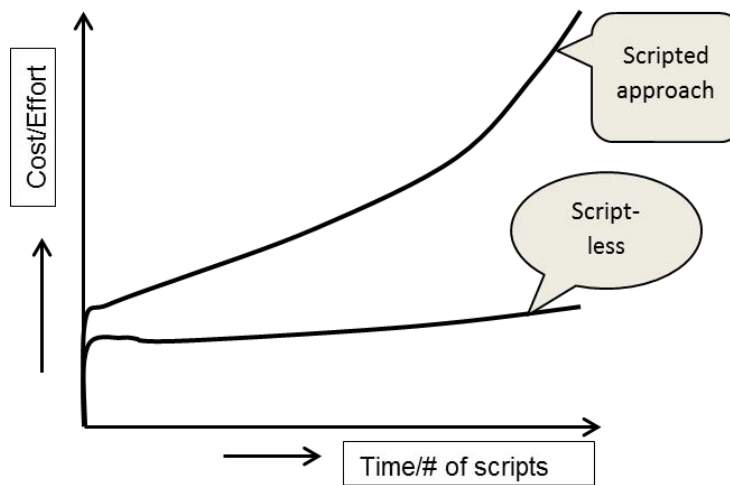 Scripted
approach
Cost/Effort
Script-
less
Time/# of scripts